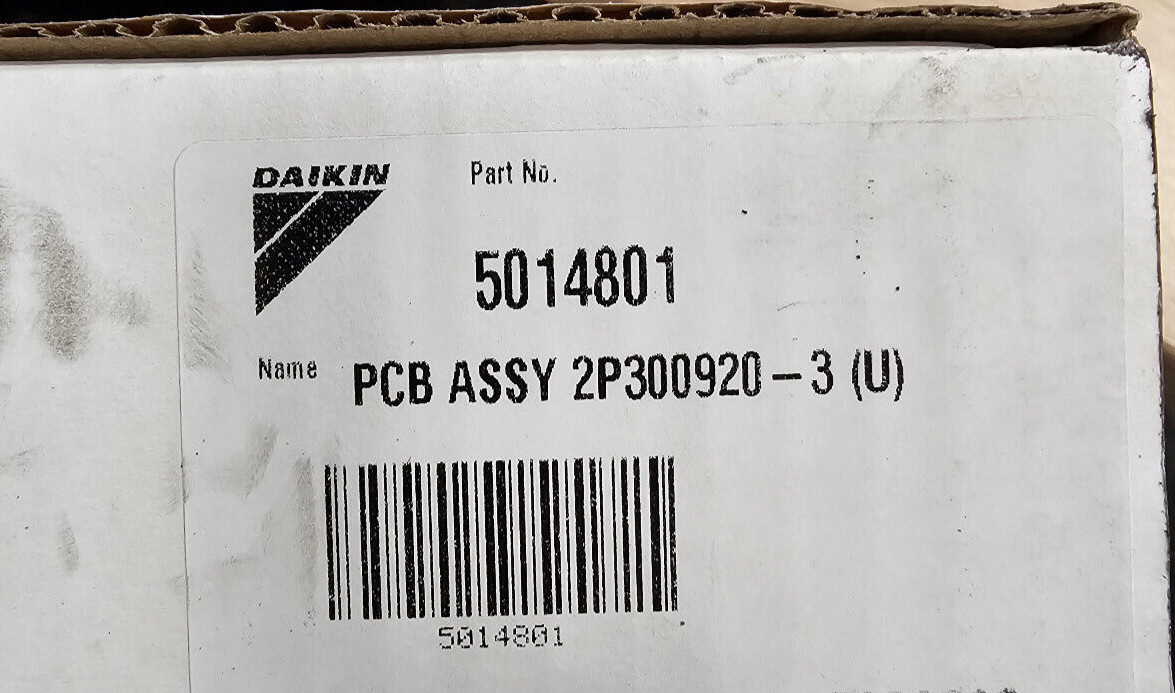 DAIKIN
Part No.
5014801
Name PCB ASSY 2P300920-3 (U)
5014801